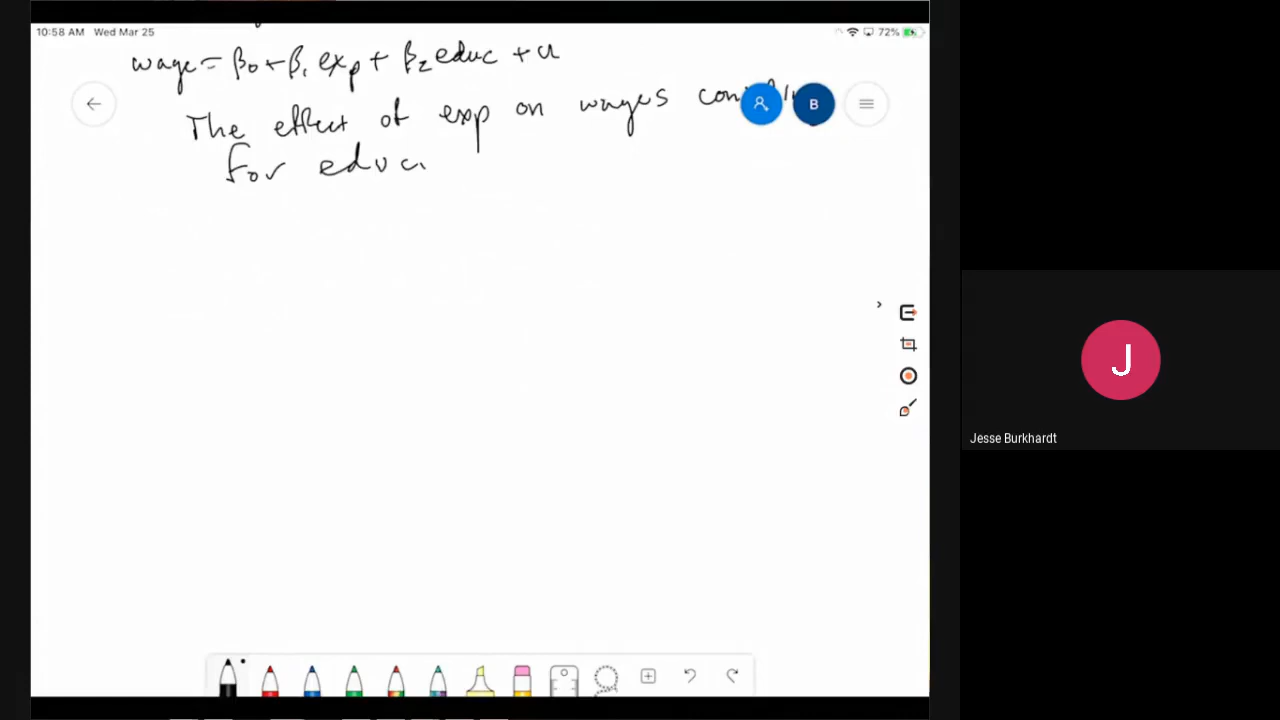 10:58 AM Wed Mar 25
72%
wage = β₀ + β₁ exp + β₂ educ + u
B
The effect of exp on wages
for educ
J
Jesse Burkhardt